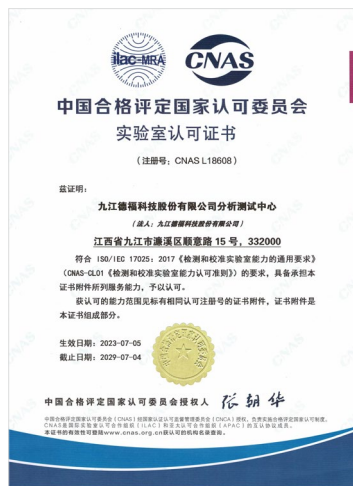 ilac-MRA
CNAS
中国合格评定国家认可委员会
实验室认可证书
（注册号：CNAS L18608）
兹证明：
九江德福科技股份有限公司分析测试中心
（法人：九江德福科技股份有限公司）
江西省九江市濂溪区顺意路 15 号，332000
符合 ISO/IEC 17025：2017《检测和校准实验室能力的通用要求》
（CNAS-CL01《检测和校准实验室能力认可准则》）的要求，具备承担本
证书附件所列服务能力，予以认可。
获认可的能力范围见标有相同认可注册号的证书附件，证书附件是
本证书组成部分。
生效日期：2023-07-05
截止日期：2029-07-04
中国合格评定国家认可委员会授权人 张朝华
中国合格评定国家认可委员会（CNAS）经国家认证认可监督管理委员会（CNCA）授权，负责实施合格评定国家认可制度。
CNAS是国际实验室认可合作组织（ILAC）和亚太认可合作组织（APAC）的互认协议成员。
本证书的有效性可登陆www.cnas.org.cn获认可的机构名录查询。